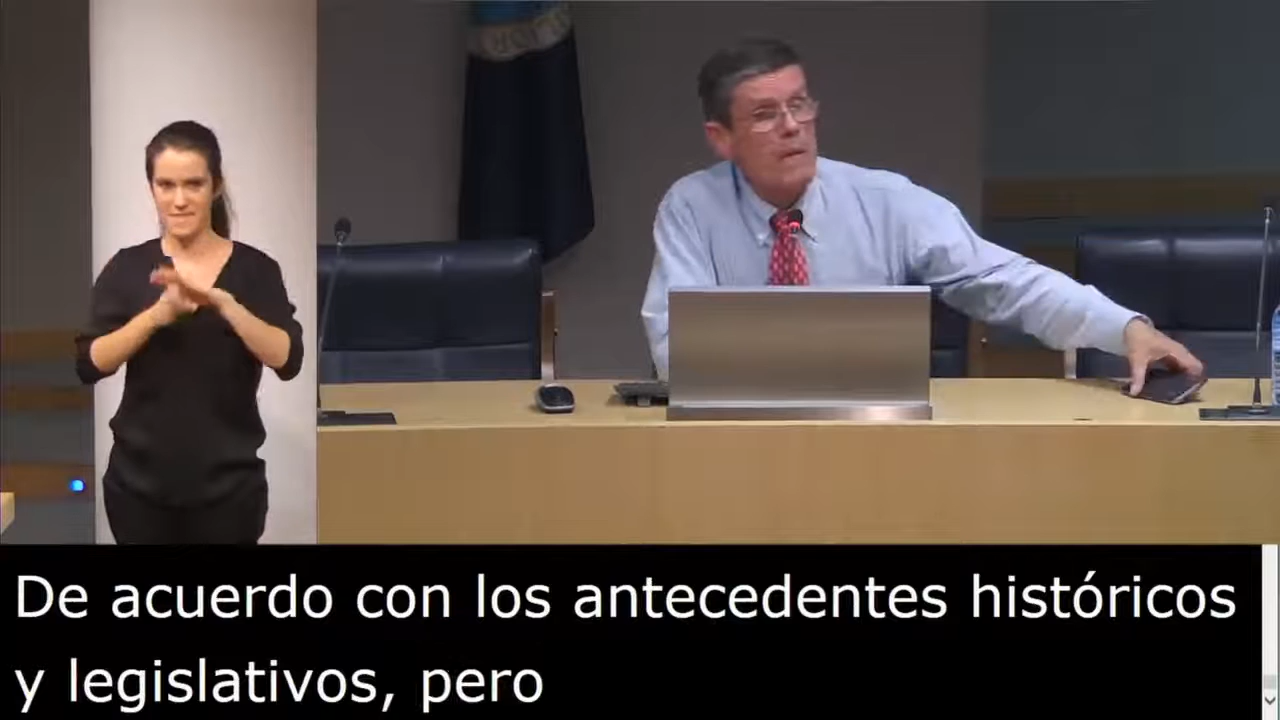 De acuerdo con los antecedentes históricos
y legislativos, pero